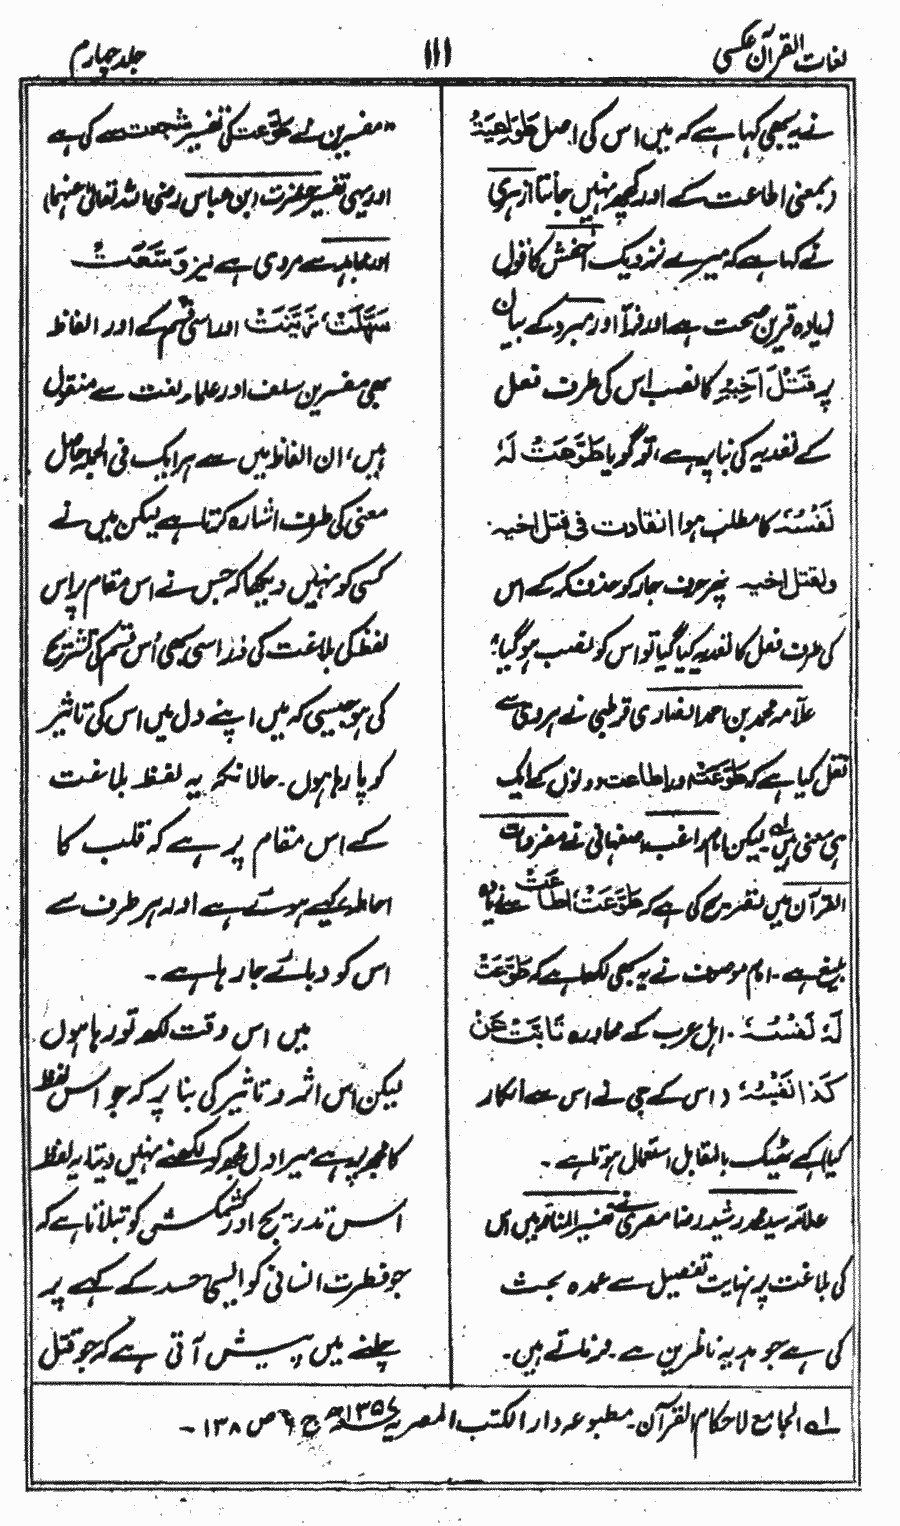 لغات القرآن عکسی
۱۱۱
جلد چہارم
نے یہ بھی کہا ہے کہ میں اس کی اصل طَوَاعِيَةٌ
(بمعنی اطاعت کے اور کچھ نہیں جانتا ازہری
نے کہا ہے کہ میرے نزدیک اخفش کا قول
زیادہ قرین صحت ہے اور فرّا اور مبرد کے بیان
پر قَتْلَ اَخِيْهِ کا نصب اس کی طرف فعل
کے تعدیہ کی بنا پر ہے، تو گویا طَوَّعَتْ لَهٗ
نَفْسُهٗ کا مطلب ہوا انقادت فی قتل اخیہ
ولقتل اخیہ پھر حرف جار کو حذف کر کے اس
کی طرف فعل کا تعدیہ کیا گیا تو اس کو نصب ہو گیا؛
علّامہ محمد بن احمد انصاری قرطبی نے ہروی سے
نقل کیا ہے کہ طَوَّعَتْ اور اطاعت دونوں کے ایک
ہی معنی ہیں لیکن امام راغب اصفہانی نے مفردات
القرآن میں تصریح کی ہے کہ طَوَّعَتْ، اطاعَتْ سے زیادہ
بلیغ ہے۔ امام موصوف نے یہ بھی لکھا ہے کہ طَوَّعَتْ
لَهٗ نَفْسُهٗ۔ اہل عرب کے محاورہ تَابَّتْ عَنْ
كَذَا نَفْسُهٗ (اس کے جی نے اس سے انکار
کیا) کے ٹھیک بالمقابل استعمال ہوتا ہے۔
علامہ سید محمد رشید رضا مصری نے تفسیر المنار میں اس
کی بلاغت پر نہایت تفصیل سے عمدہ بحث
کی ہے جو ہدیہ ناظرین ہے۔ فرماتے ہیں۔
"مفسرین نے طَوَّعَت کی تفسیر شجعت سے کی ہے
اور یہی تفسیر حضرت ابن عباس رضی اللہ تعالیٰ عنہما
اور مجاہد سے مروی ہے نیز وَسَّعَتْ
سَهَّلَتْ، زَيَّنَتْ اور اسی قسم کے اور الفاظ
بھی مفسرین سلف اور علماء لغت سے منقول
ہیں، ان الفاظ میں سے ہر ایک فی الجملہ حاصل
معنی کی طرف اشارہ کرتا ہے لیکن میں نے
کسی کو نہیں دیکھا کہ جس نے اس مقام پر اس
لفظ کی بلاغت کی ذرا سی بھی اُس قسم کی تشریح
کی ہو جیسی کہ میں اپنے دل میں اس کی تاثیر
کو پا رہا ہوں۔ حالانکہ یہ لفظ بلاغت
کے اس مقام پر ہے کہ قلب کا
احاطہ کیے ہوئے ہے اور ہر طرف سے
اس کو دبائے جا رہا ہے۔
میں اس وقت لکھ تو رہا ہوں
لیکن اس اثر و تاثیر کی بنا پر کہ جو اس لفظ
کا مجھ پر ہے میرا دل مجھ کو لکھنے نہیں دیتا یہ لفظ
اس تدریج اور کشمکش کو بتلاتا ہے کہ
جو فطرت انسانی کو ایسی حسد کے کہے پر
چلنے میں پیش آتی ہے کہ جو قتل
لہ الجامع لاحکام القرآن۔ مطبوعہ دار الکتب المصریہ ۱۳۵۷ھ ج ۶ ص ۱۳۸۔